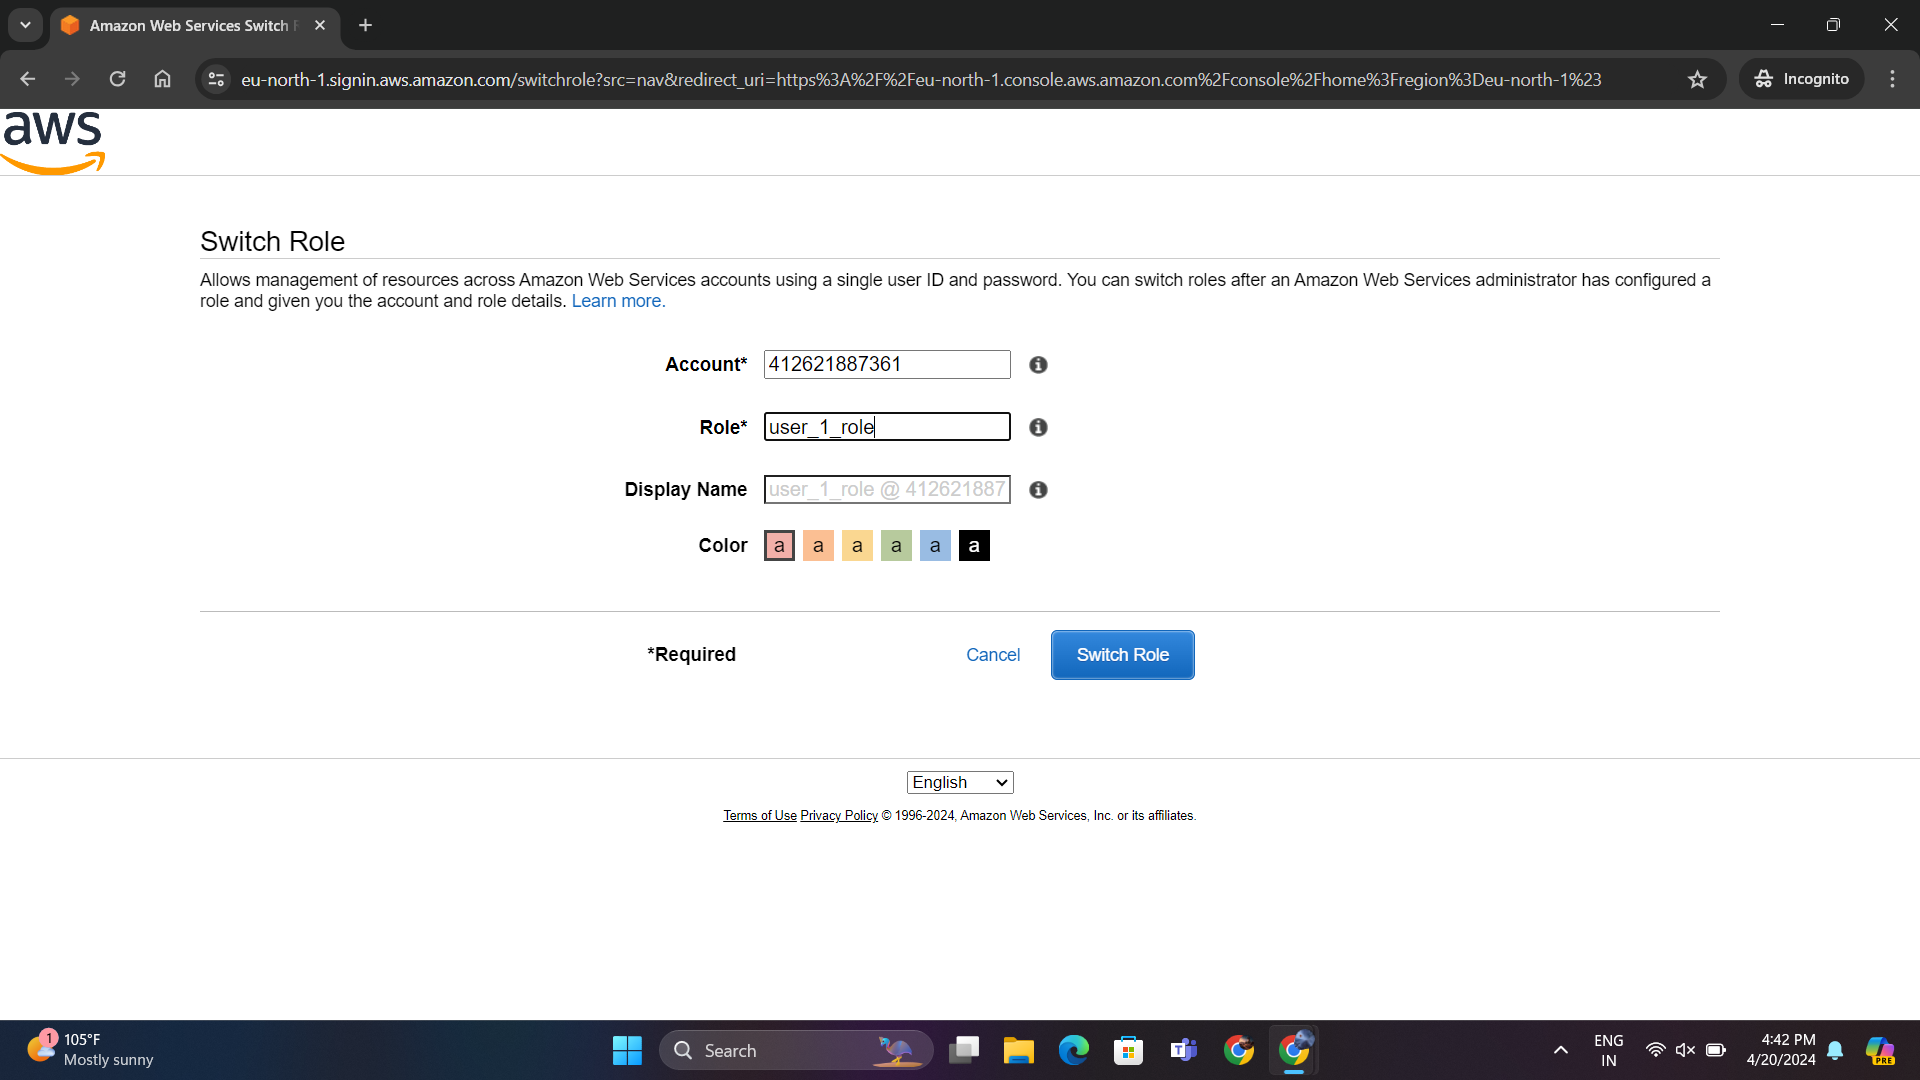 Amazon Web Services Switch R
eu-north-1.signin.aws.amazon.com/switchrole?src=nav&redirect_uri=https%3A%2F%2Feu-north-1.console.aws.amazon.com%2Fconsole%2Fhome%3Fregion%3Deu-north-1%23
Incognito
aws
Switch Role
Allows management of resources across Amazon Web Services accounts using a single user ID and password. You can switch roles after an Amazon Web Services administrator has configured a
role and given you the account and role details. Learn more.
Account* 412621887361
Role* user_1_role
Display Name user_1_role @ 412621887
Color a a a a a a
*Required Cancel Switch Role
English
Terms of Use Privacy Policy © 1996-2024, Amazon Web Services, Inc. or its affiliates.
1
105°F
Mostly sunny
Search
ENG
IN
4:42 PM
4/20/2024
PRE